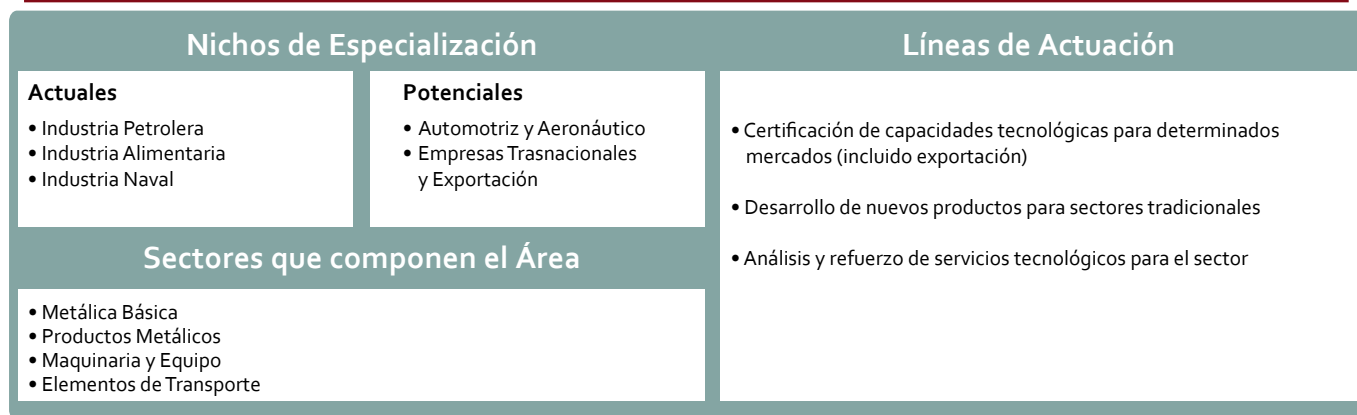 Nichos de Especialización
Actuales
• Industria Petrolera
• Industria Alimentaria
• Industria Naval
Potenciales
• Automotriz y Aeronáutico
• Empresas Trasnacionales
y Exportación
Sectores que componen el Área
• Metálica Básica
• Productos Metálicos
• Maquinaria y Equipo
• Elementos de Transporte
Líneas de Actuación
• Certificación de capacidades tecnológicas para determinados
mercados (incluido exportación)
• Desarrollo de nuevos productos para sectores tradicionales
• Análisis y refuerzo de servicios tecnológicos para el sector